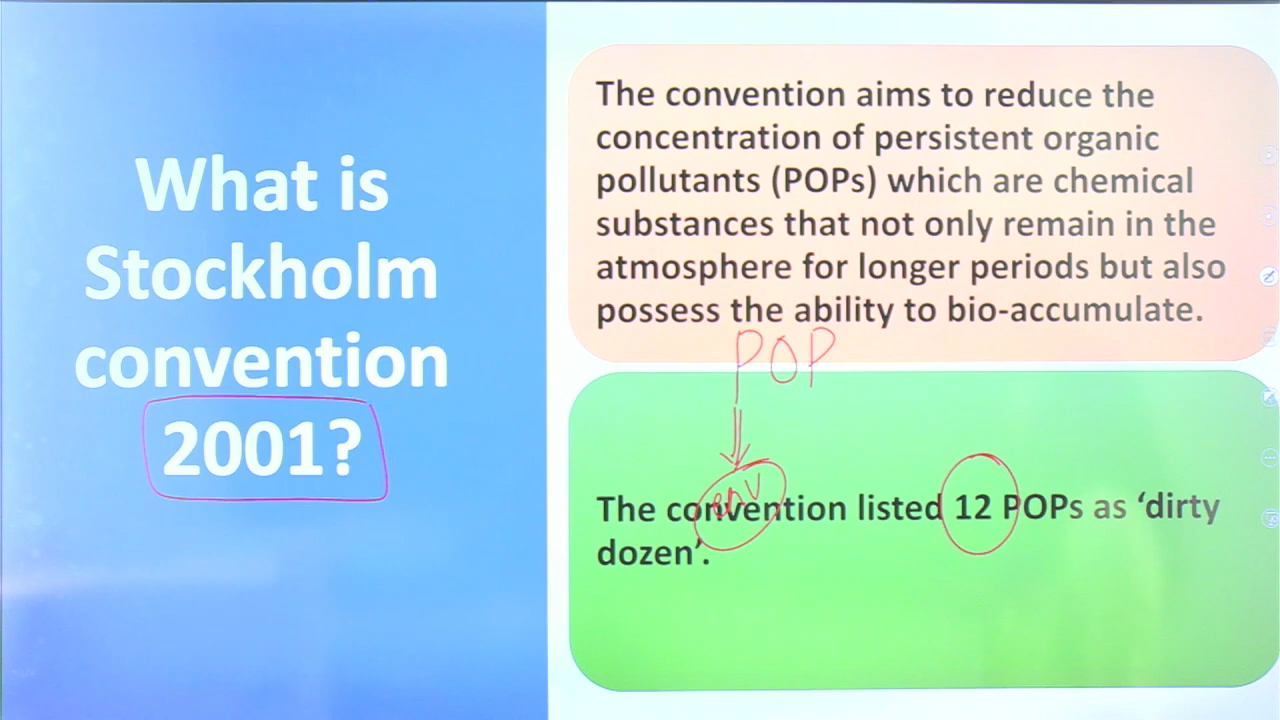 What is
Stockholm
convention
2001?
The convention aims to reduce the
concentration of persistent organic
pollutants (POPs) which are chemical
substances that not only remain in the
atmosphere for longer periods but also
possess the ability to bio-accumulate.
POP
env
The convention listed 12 POPs as ‘dirty
dozen’.